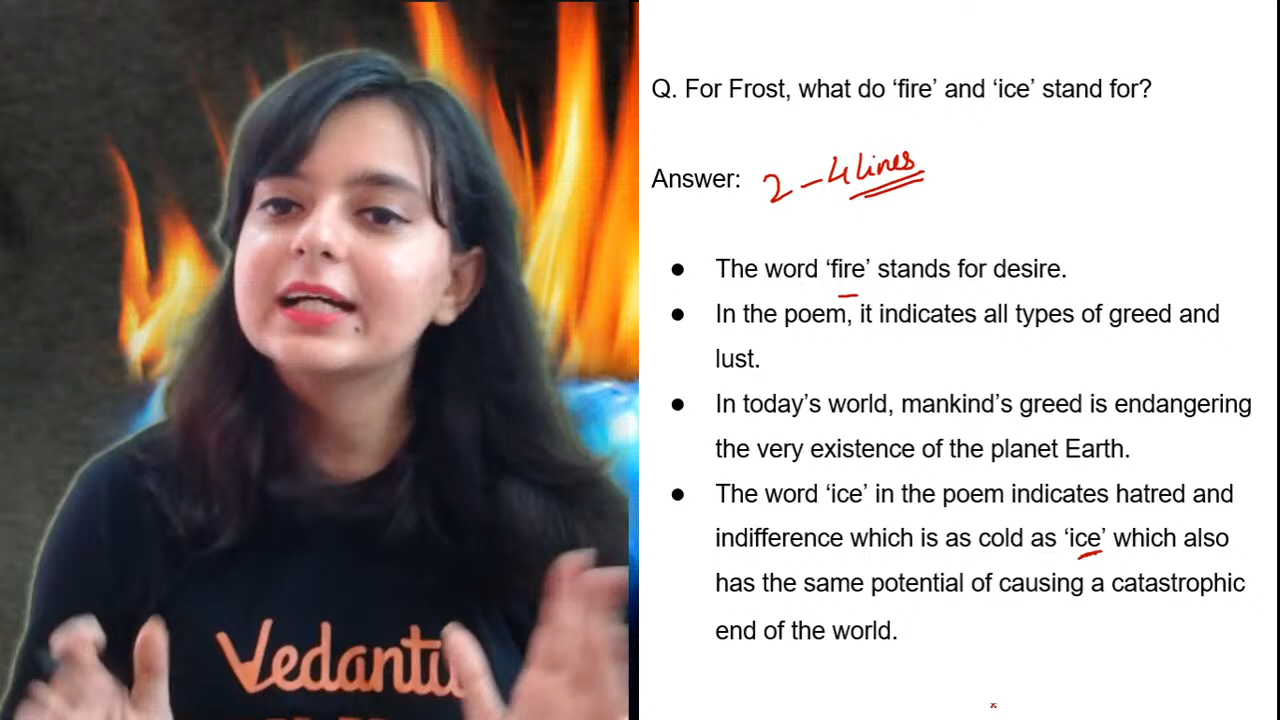 Q. For Frost, what do ‘fire’ and ‘ice’ stand for?
Answer: 2 – 4 lines
● The word ‘fire’ stands for desire.
● In the poem, it indicates all types of greed and
lust.
● In today’s world, mankind’s greed is endangering
the very existence of the planet Earth.
● The word ‘ice’ in the poem indicates hatred and
indifference which is as cold as ‘ice’ which also
has the same potential of causing a catastrophic
end of the world.
Vedantu